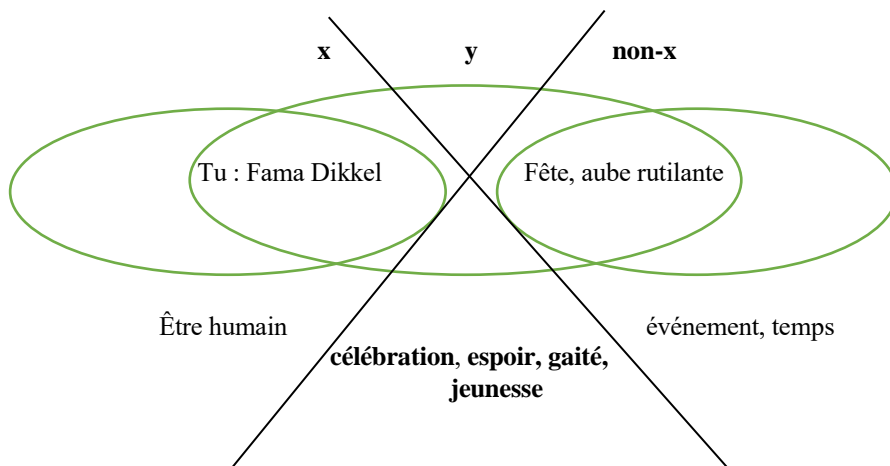 x y non-x
Tu : Fama Dikkel Fête, aube rutilante
Être humain événement, temps
célébration, espoir, gaité,
jeunesse